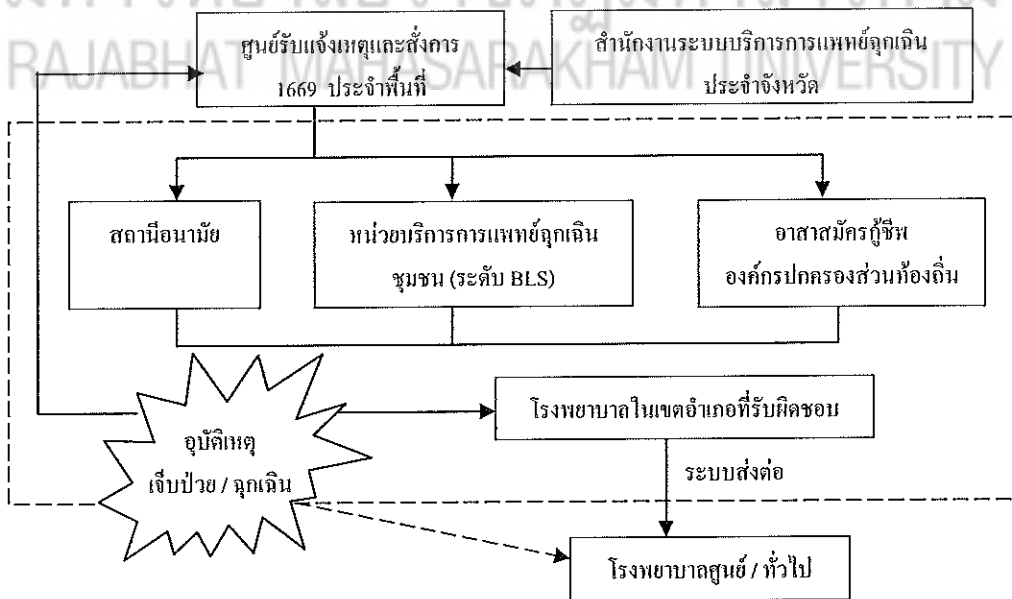 RAJABHAT MAHASARAKHAM UNIVERSITY
ศูนย์รับแจ้งเหตุและสั่งการ
1669 ประจำพื้นที่
สำนักงานระบบบริการการแพทย์ฉุกเฉิน
ประจำจังหวัด
สถานีอนามัย
หน่วยบริการการแพทย์ฉุกเฉิน
ชุมชน (ระดับ BLS)
อาสาสมัครกู้ชีพ
องค์กรปกครองส่วนท้องถิ่น
อุบัติเหตุ
เจ็บป่วย / ฉุกเฉิน
โรงพยาบาลในเขตอำเภอที่รับผิดชอบ
ระบบส่งต่อ
โรงพยาบาลศูนย์ / ทั่วไป